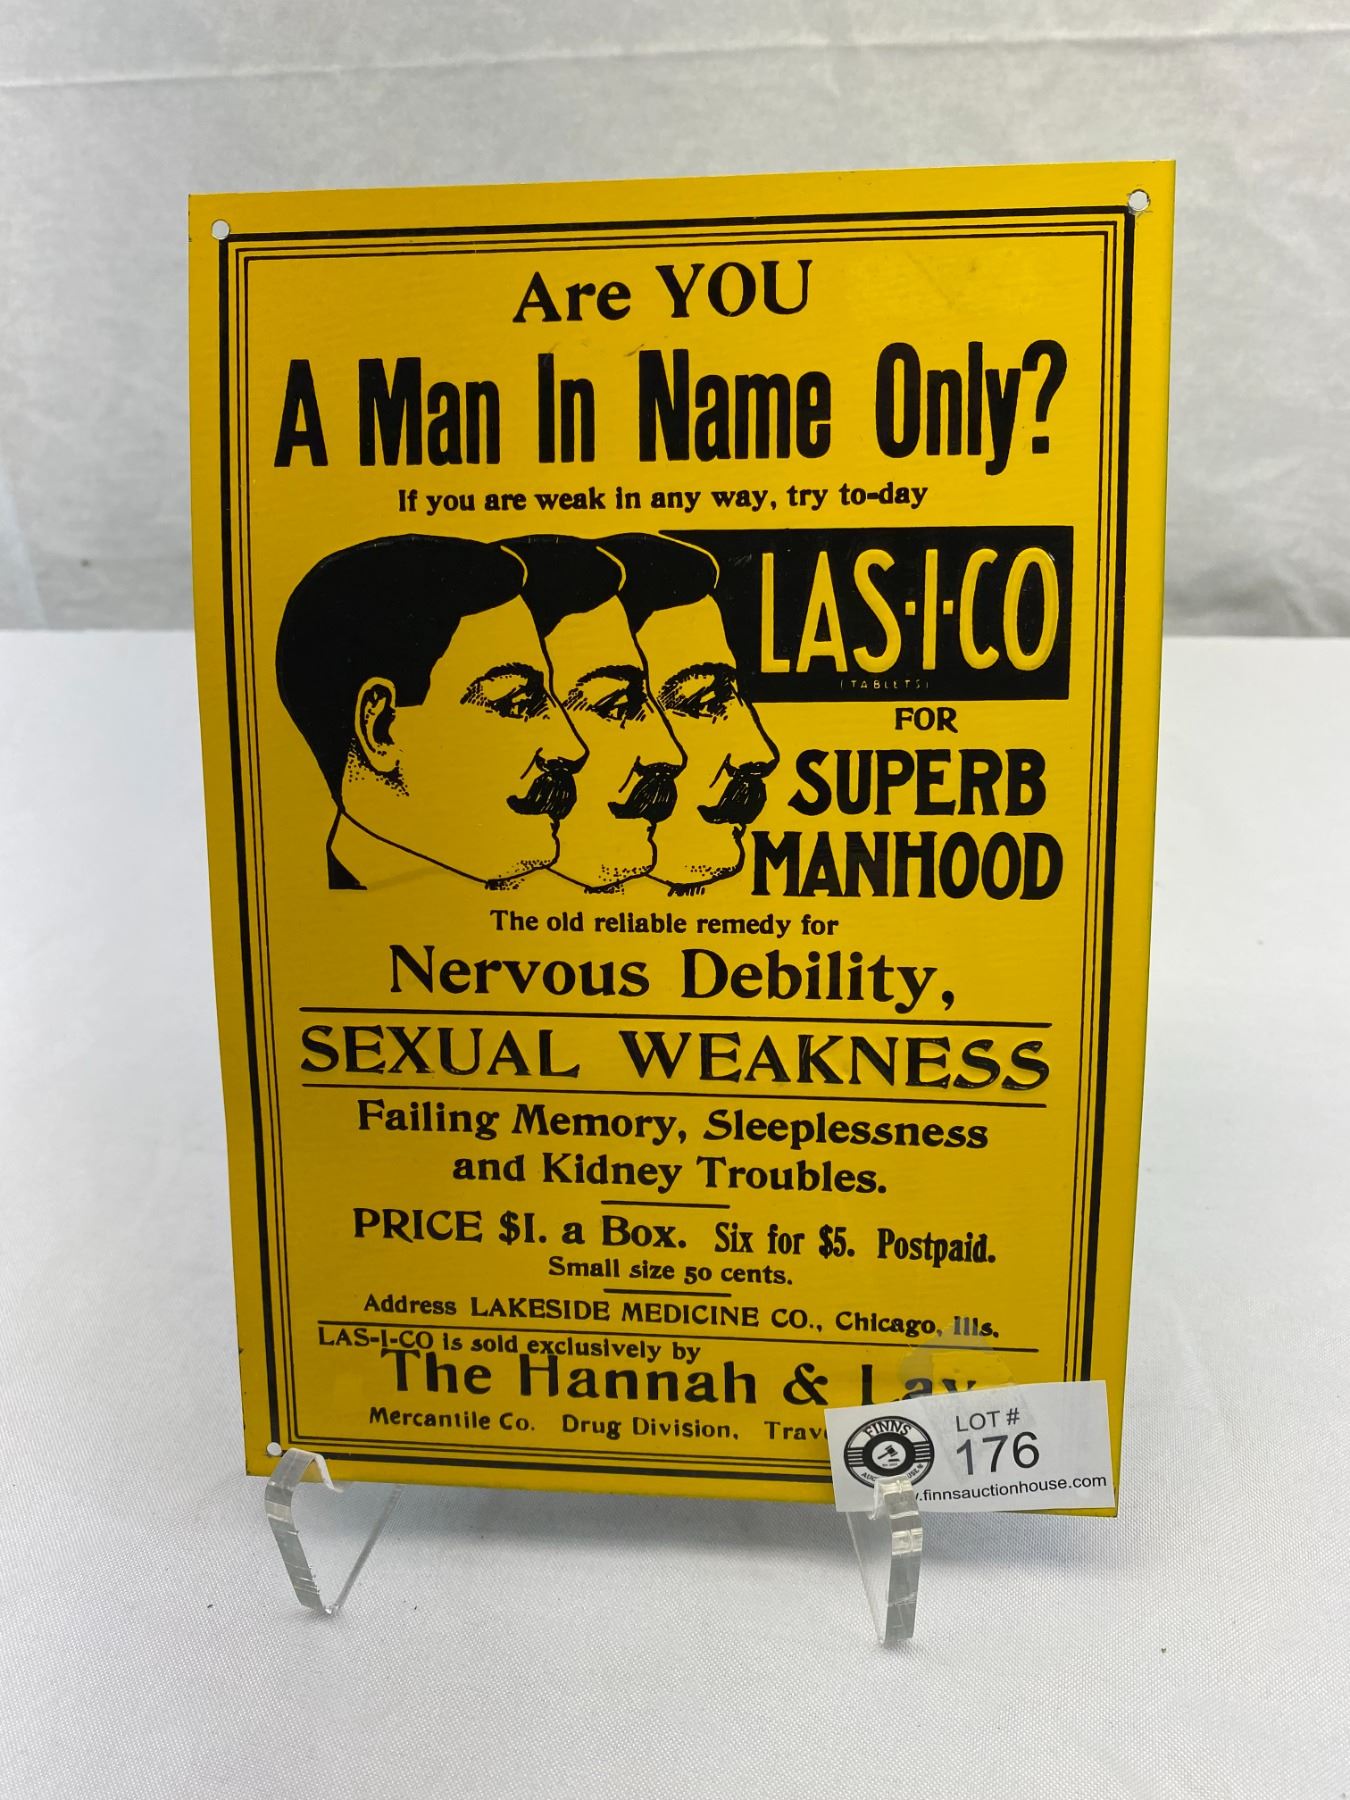 Are YOU
A Man In Name Only?
If you are weak in any way, try to-day
LAS-I-CO
(TABLETS)
FOR
SUPERB
MANHOOD
The old reliable remedy for
Nervous Debility,
SEXUAL WEAKNESS
Failing Memory, Sleeplessness
and Kidney Troubles.
PRICE $1. a Box. Six for $5. Postpaid.
Small size 50 cents.
Address LAKESIDE MEDICINE CO., Chicago, Ills.
LAS-I-CO is sold exclusively by
The Hannah & Lay
Mercantile Co. Drug Division,
FINNS
LOT #
176
.finnsauctionhouse.com